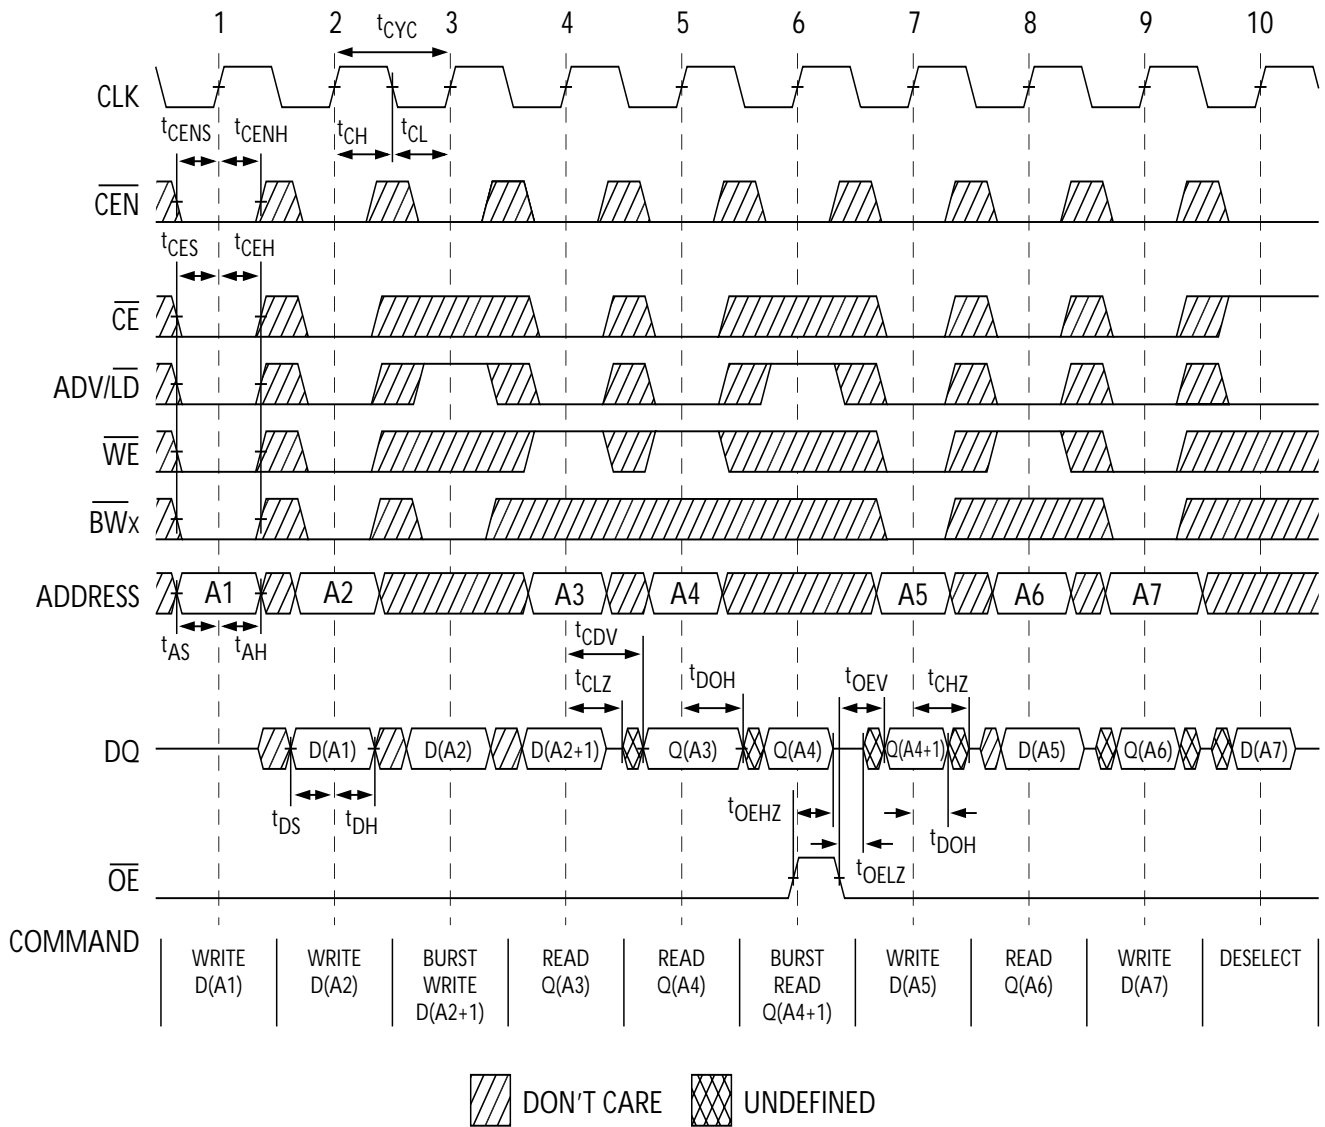 1 2 tCYC 3 4 5 6 7 8 9 10
CLK
tCENS tCENH tCH tCL
CEN
tCES tCEH
CE
ADV/LD
WE
BWx
ADDRESS A1 A2 A3 A4 A5 A6 A7
tAS tAH tCDV
tCLZ tDOH tOEV tCHZ
DQ D(A1) D(A2) D(A2+1) Q(A3) Q(A4) Q(A4+1) D(A5) Q(A6) D(A7)
tDS tDH tOEHZ tDOH
tOELZ
OE
COMMAND
WRITE WRITE BURST READ READ BURST WRITE READ WRITE DESELECT
D(A1) D(A2) WRITE Q(A3) Q(A4) READ D(A5) Q(A6) D(A7)
D(A2+1) Q(A4+1)
DON'T CARE UNDEFINED